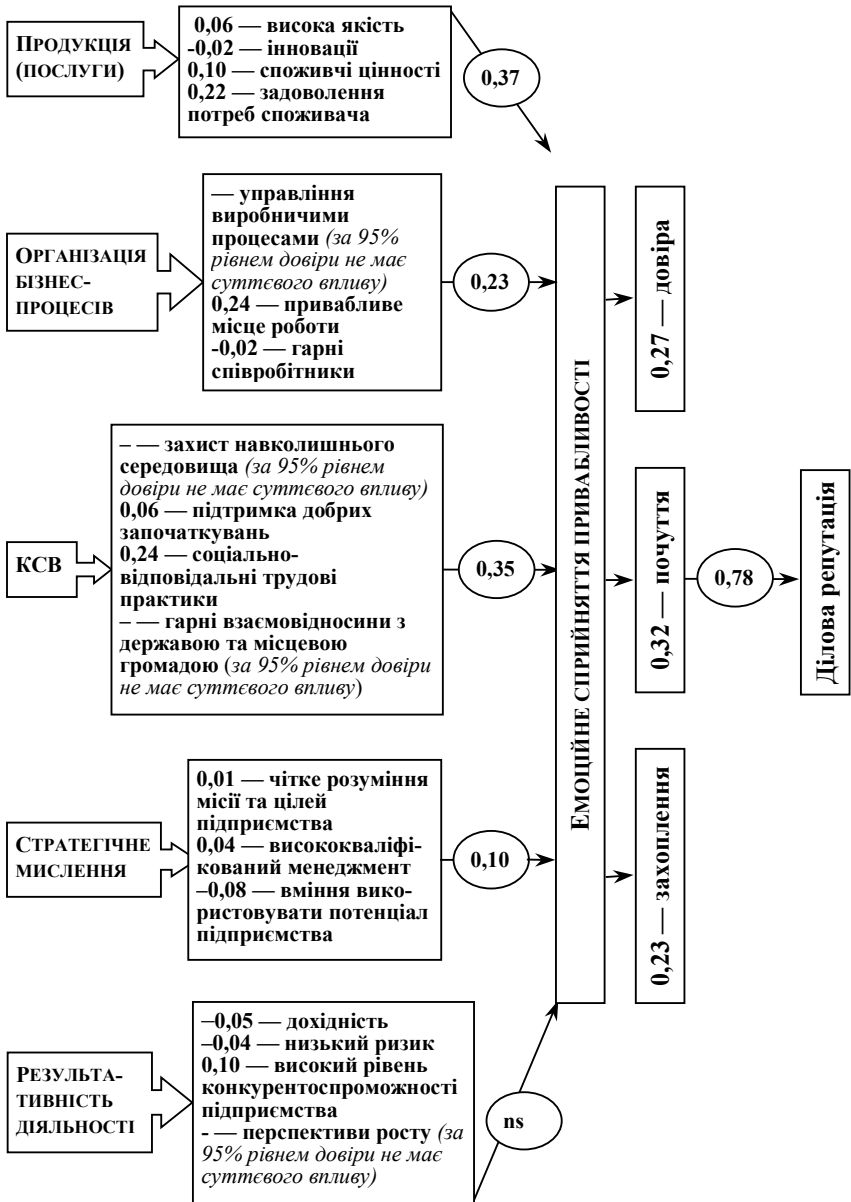 ПРОДУКЦІЯ
(ПОСЛУГИ)
0,06 — висока якість
-0,02 — інновації
0,10 — споживчі цінності
0,22 — задоволення
потреб споживача
0,37
ОРГАНІЗАЦІЯ
БІЗНЕС-
ПРОЦЕСІВ
— управління
виробничими
процесами (за 95%
рівнем довіри не має
суттєвого впливу)
0,24 — привабливе
місце роботи
-0,02 — гарні
співробітники
0,23
КСВ
– — захист навколишнього
середовища (за 95% рівнем
довіри не має суттєвого впливу)
0,06 — підтримка добрих
започаткувань
0,24 — соціально-
відповідальні трудові
практики
– — гарні взаємовідносини з
державою та місцевою
громадою (за 95% рівнем довіри
не має суттєвого впливу)
0,35
СТРАТЕГІЧНЕ
МИСЛЕННЯ
0,01 — чітке розуміння
місії та цілей
підприємства
0,04 — висококваліфі-
кований менеджмент
–0,08 — вміння вико-
ристовувати потенціал
підприємства
0,10
РЕЗУЛЬТА-
ТИВНІСТЬ
ДІЯЛЬНОСТІ
–0,05 — дохідність
–0,04 — низький ризик
0,10 — високий рівень
конкурентоспроможності
підприємства
- — перспективи росту (за
95% рівнем довіри не має
суттєвого впливу)
ns
ЕМОЦІЙНЕ СПРИЙНЯТТЯ ПРИВАБЛИВОСТІ
0,27 — довіра
0,32 — почуття
0,23 — захоплення
0,78
Ділова репутація